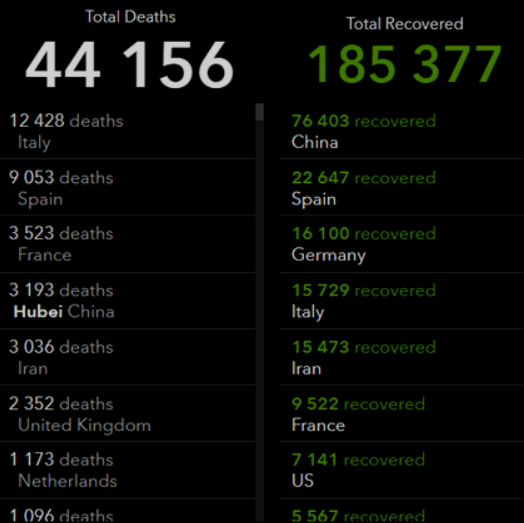 Total Deaths
44 156
12 428 deaths
Italy
9 053 deaths
Spain
3 523 deaths
France
3 193 deaths
Hubei China
3 036 deaths
Iran
2 352 deaths
United Kingdom
1 173 deaths
Netherlands
1 096 deaths
Total Recovered
185 377
76 403 recovered
China
22 647 recovered
Spain
16 100 recovered
Germany
15 729 recovered
Italy
15 473 recovered
Iran
9 522 recovered
France
7 141 recovered
US
5 567 recovered